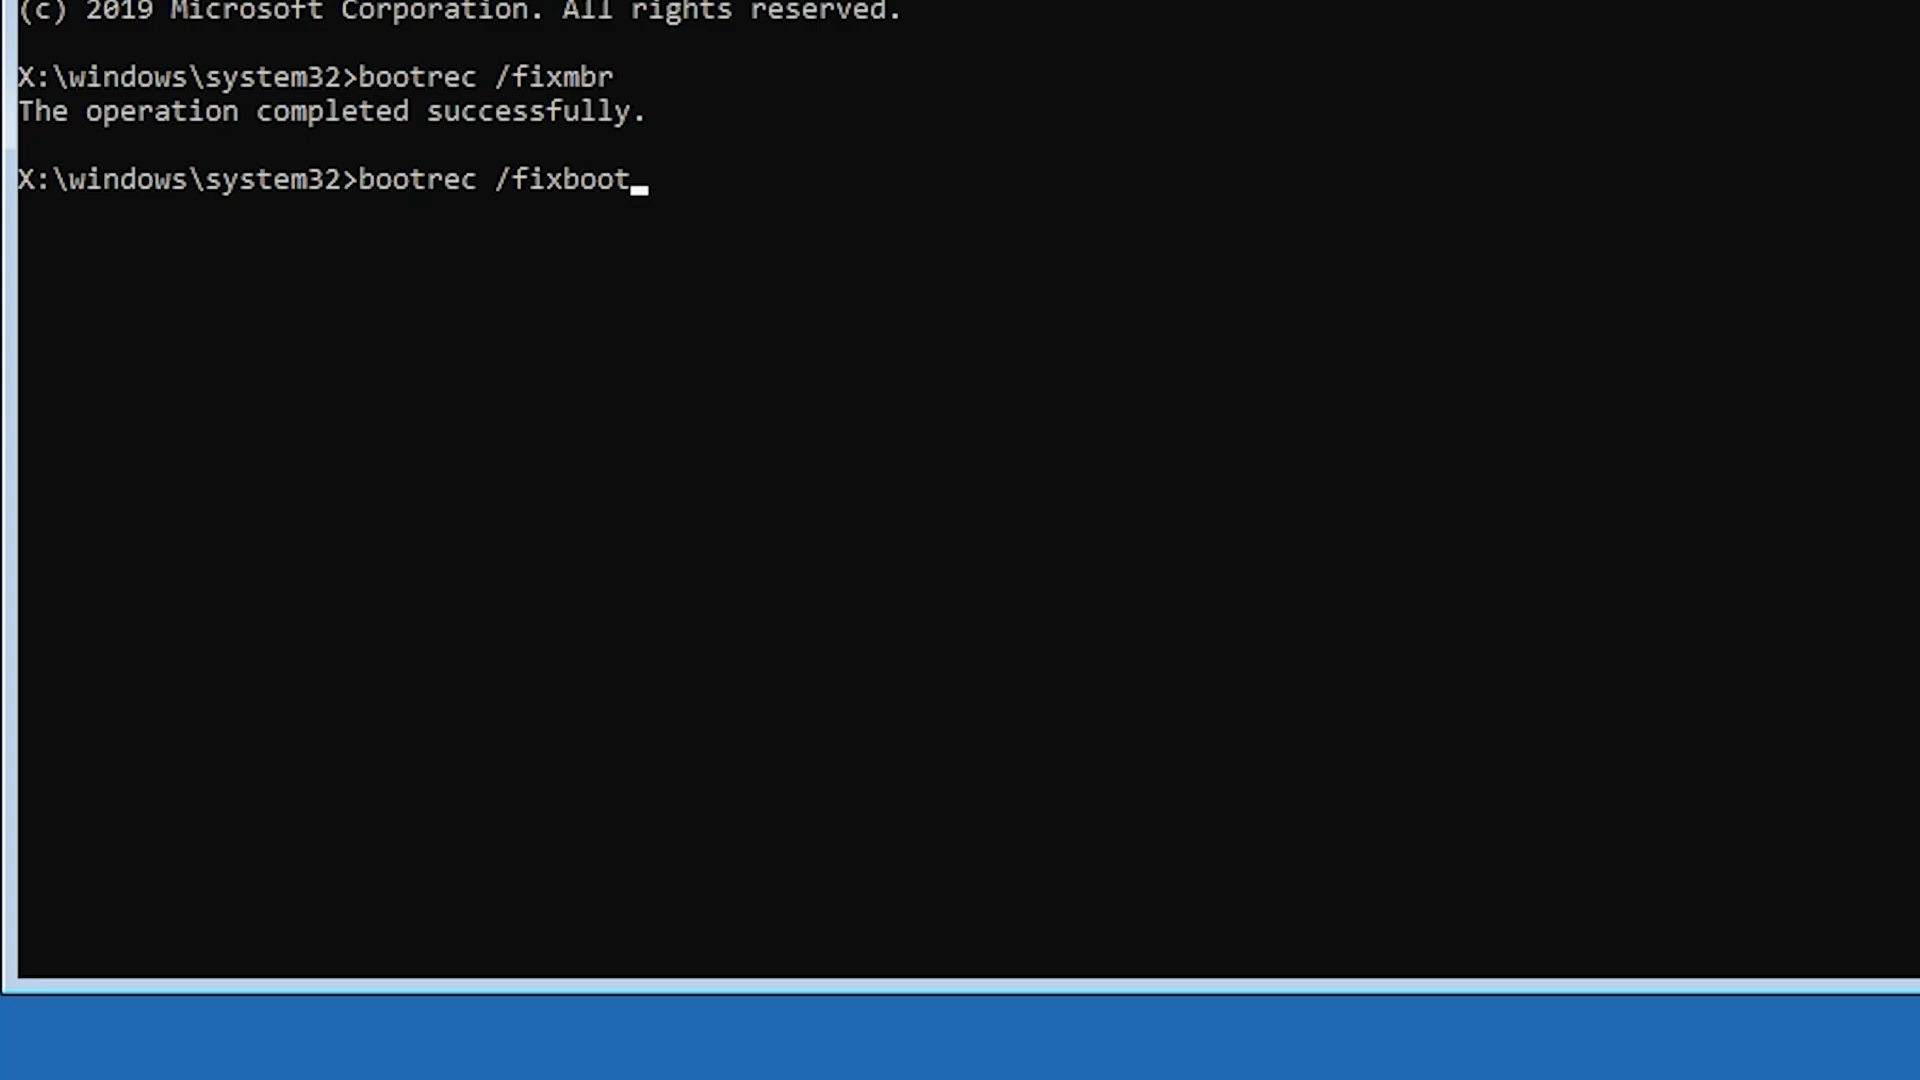 (c) 2019 Microsoft Corporation. All rights reserved.
X:\windows\system32>bootrec /fixmbr
The operation completed successfully.
X:\windows\system32>bootrec /fixboot